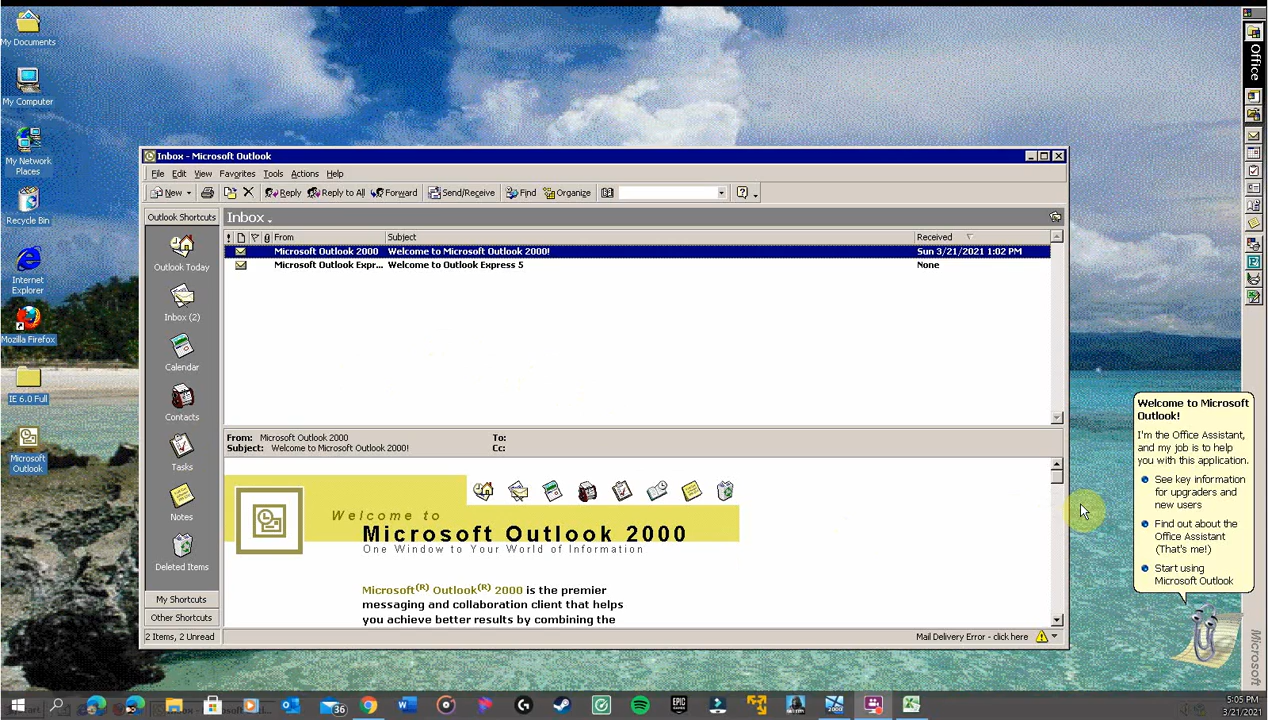 My Documents
My Computer
My Network
Places
Recycle Bin
Internet
Explorer
Mozilla Firefox
IE 6.0 Full
Microsoft
Outlook
Inbox - Microsoft Outlook
File Edit View Favorites Tools Actions Help
New Reply Reply to All Forward Send/Receive Find Organize
Outlook Shortcuts
Outlook Today
Inbox (2)
Calendar
Contacts
Tasks
Notes
Deleted Items
My Shortcuts
Other Shortcuts
Inbox
From Subject Received
Microsoft Outlook 2000 Welcome to Microsoft Outlook 2000! Sun 3/21/2021 1:02 PM
Microsoft Outlook Expr... Welcome to Outlook Express 5 None
From: Microsoft Outlook 2000 To:
Subject: Welcome to Microsoft Outlook 2000! Cc:
Welcome to
Microsoft Outlook 2000
One Window to Your World of Information
Microsoft(R) Outlook(R) 2000 is the premier
messaging and collaboration client that helps
you achieve better results by combining the
2 Items, 2 Unread Mail Delivery Error - click here
Office
Welcome to Microsoft
Outlook!
I'm the Office Assistant,
and my job is to help
you with this application.
See key information
for upgraders and
new users
Find out about the
Office Assistant
(That's me!)
Start using
Microsoft Outlook
Microsoft
36
EPIC
GAMES
5:05 PM
3/21/2021